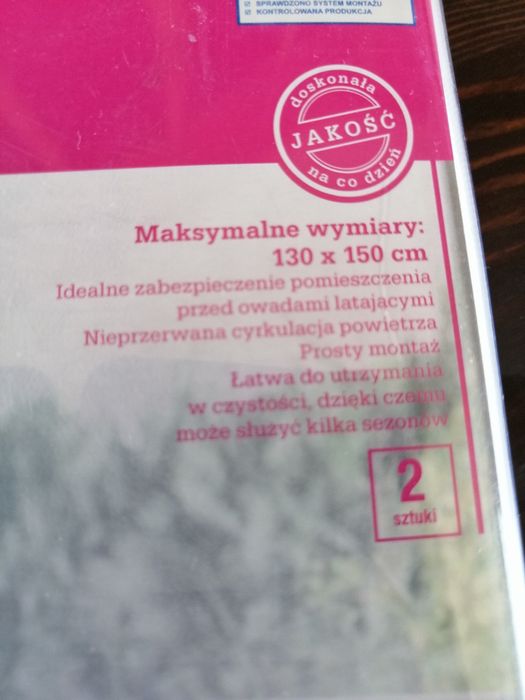 ☑ SPRAWDZONO SYSTEM MONTAŻU
☑ KONTROLOWANA PRODUKCJA
doskonała
JAKOŚĆ
na co dzień
Maksymalne wymiary:
130 x 150 cm
Idealne zabezpieczenie pomieszczenia
przed owadami latającymi
Nieprzerwana cyrkulacja powietrza
Prosty montaż
Łatwa do utrzymania
w czystości, dzięki czemu
może służyć kilka sezonów
2
sztuki